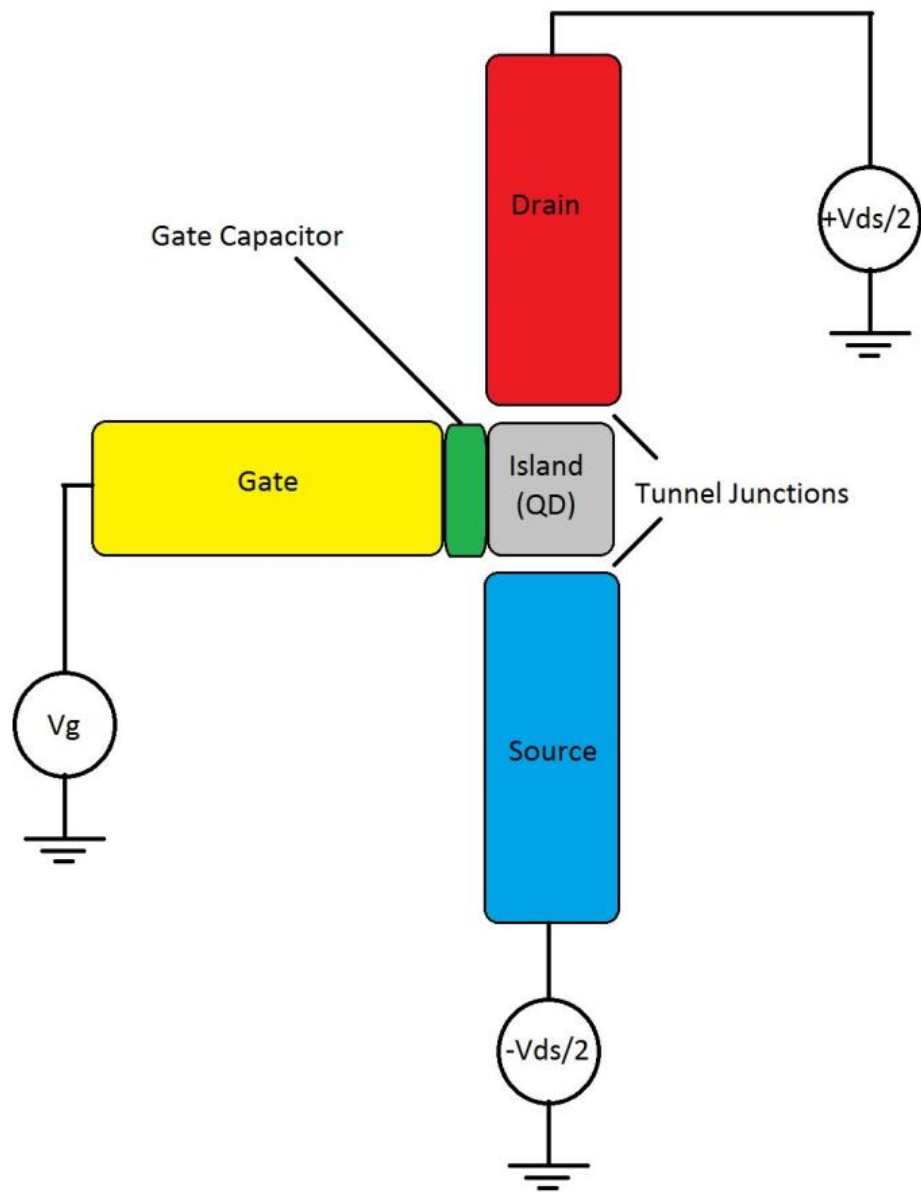 Drain
+Vds/2
Gate Capacitor
Gate
Island
(QD)
Tunnel Junctions
Vg
Source
-Vds/2